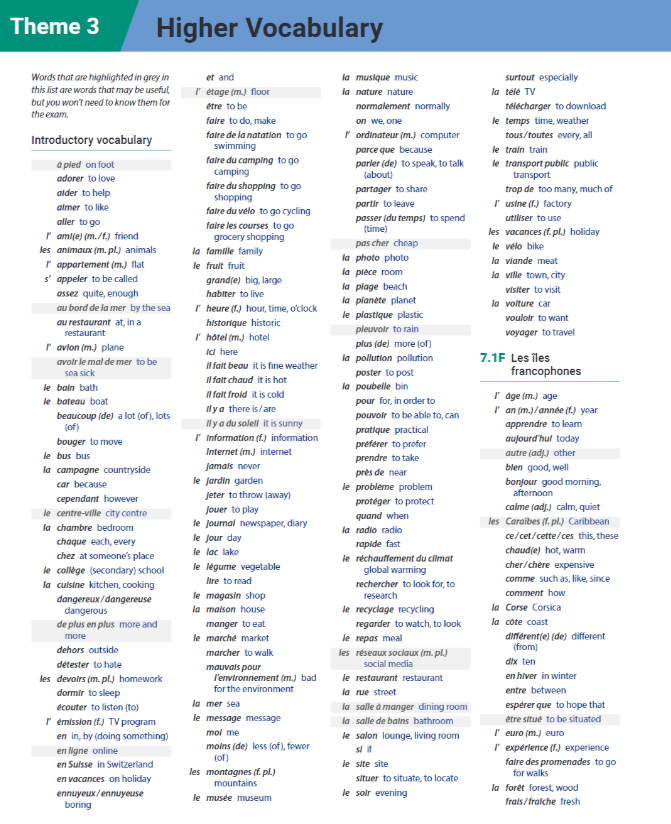 Theme 3
Higher Vocabulary
Words that are highlighted in grey in
this list are words that may be useful,
but you won't need to know them for
the exam.
Introductory vocabulary
à pied on foot
adorer to love
aider to help
aimer to like
aller to go
l' ami(e) (m./f.) friend
les animaux (m. pl.) animals
l' appartement (m.) flat
s' appeler to be called
assez quite, enough
au bord de la mer by the sea
au restaurant at, in a
restaurant
l' avion (m.) plane
avoir le mal de mer to be
sea sick
le bain bath
le bateau boat
beaucoup (de) a lot (of), lots
(of)
bouger to move
le bus bus
la campagne countryside
car because
cependant however
le centre-ville city centre
la chambre bedroom
chaque each, every
chez at someone's place
le collège (secondary) school
la cuisine kitchen, cooking
dangereux/dangereuse
dangerous
de plus en plus more and
more
dehors outside
détester to hate
les devoirs (m. pl.) homework
dormir to sleep
écouter to listen (to)
l' émission (f.) TV program
en in, by (doing something)
en ligne online
en Suisse in Switzerland
en vacances on holiday
ennuyeux/ennuyeuse
boring
et and
l' étage (m.) floor
être to be
faire to do, make
faire de la natation to go
swimming
faire du camping to go
camping
faire du shopping to go
shopping
faire du vélo to go cycling
faire les courses to go
grocery shopping
la famille family
le fruit fruit
grand(e) big, large
habiter to live
l' heure (f.) hour, time, o'clock
historique historic
l' hôtel (m.) hotel
ici here
il fait beau it is fine weather
il fait chaud it is hot
il fait froid it is cold
il y a there is/are
il y a du soleil it is sunny
l' information (f.) information
Internet (m.) internet
jamais never
le jardin garden
jeter to throw (away)
jouer to play
le journal newspaper, diary
le jour day
le lac lake
le légume vegetable
lire to read
le magasin shop
la maison house
manger to eat
le marché market
marcher to walk
mauvais pour
l'environnement (m.) bad
for the environment
la mer sea
le message message
moi me
moins (de) less (of), fewer
(of)
les montagnes (f. pl.)
mountains
le musée museum
la musique music
la nature nature
normalement normally
on we, one
l' ordinateur (m.) computer
parce que because
parler (de) to speak, to talk
(about)
partager to share
partir to leave
passer (du temps) to spend
(time)
pas cher cheap
la photo photo
la pièce room
la plage beach
la planète planet
le plastique plastic
pleuvoir to rain
plus (de) more (of)
la pollution pollution
poster to post
la poubelle bin
pour for, in order to
pouvoir to be able to, can
pratique practical
préférer to prefer
prendre to take
près de near
le problème problem
protéger to protect
quand when
la radio radio
rapide fast
le réchauffement du climat
global warming
rechercher to look for, to
research
le recyclage recycling
regarder to watch, to look
le repas meal
les réseaux sociaux (m. pl.)
social media
le restaurant restaurant
la rue street
la salle à manger dining room
la salle de bains bathroom
le salon lounge, living room
si if
le site site
situer to situate, to locate
le soir evening
surtout especially
la télé TV
télécharger to download
le temps time, weather
tous/toutes every, all
le train train
le transport public public
transport
trop de too many, much of
l' usine (f.) factory
utiliser to use
les vacances (f. pl.) holiday
le vélo bike
la viande meat
la ville town, city
visiter to visit
la voiture car
vouloir to want
voyager to travel
7.1F Les îles
francophones
l' âge (m.) age
l' an (m.)/année (f.) year
apprendre to learn
aujourd'hui today
autre (adj.) other
bien good, well
bonjour good morning,
afternoon
calme (adj.) calm, quiet
les Caraïbes (f. pl.) Caribbean
ce/cet/cette/ces this, these
chaud(e) hot, warm
cher/chère expensive
comme such as, like, since
comment how
la Corse Corsica
la côte coast
différent(e) (de) different
(from)
dix ten
en hiver in winter
entre between
espérer que to hope that
être situé to be situated
l' euro (m.) euro
l' expérience (f.) experience
faire des promenades to go
for walks
la forêt forest, wood
frais/fraîche fresh